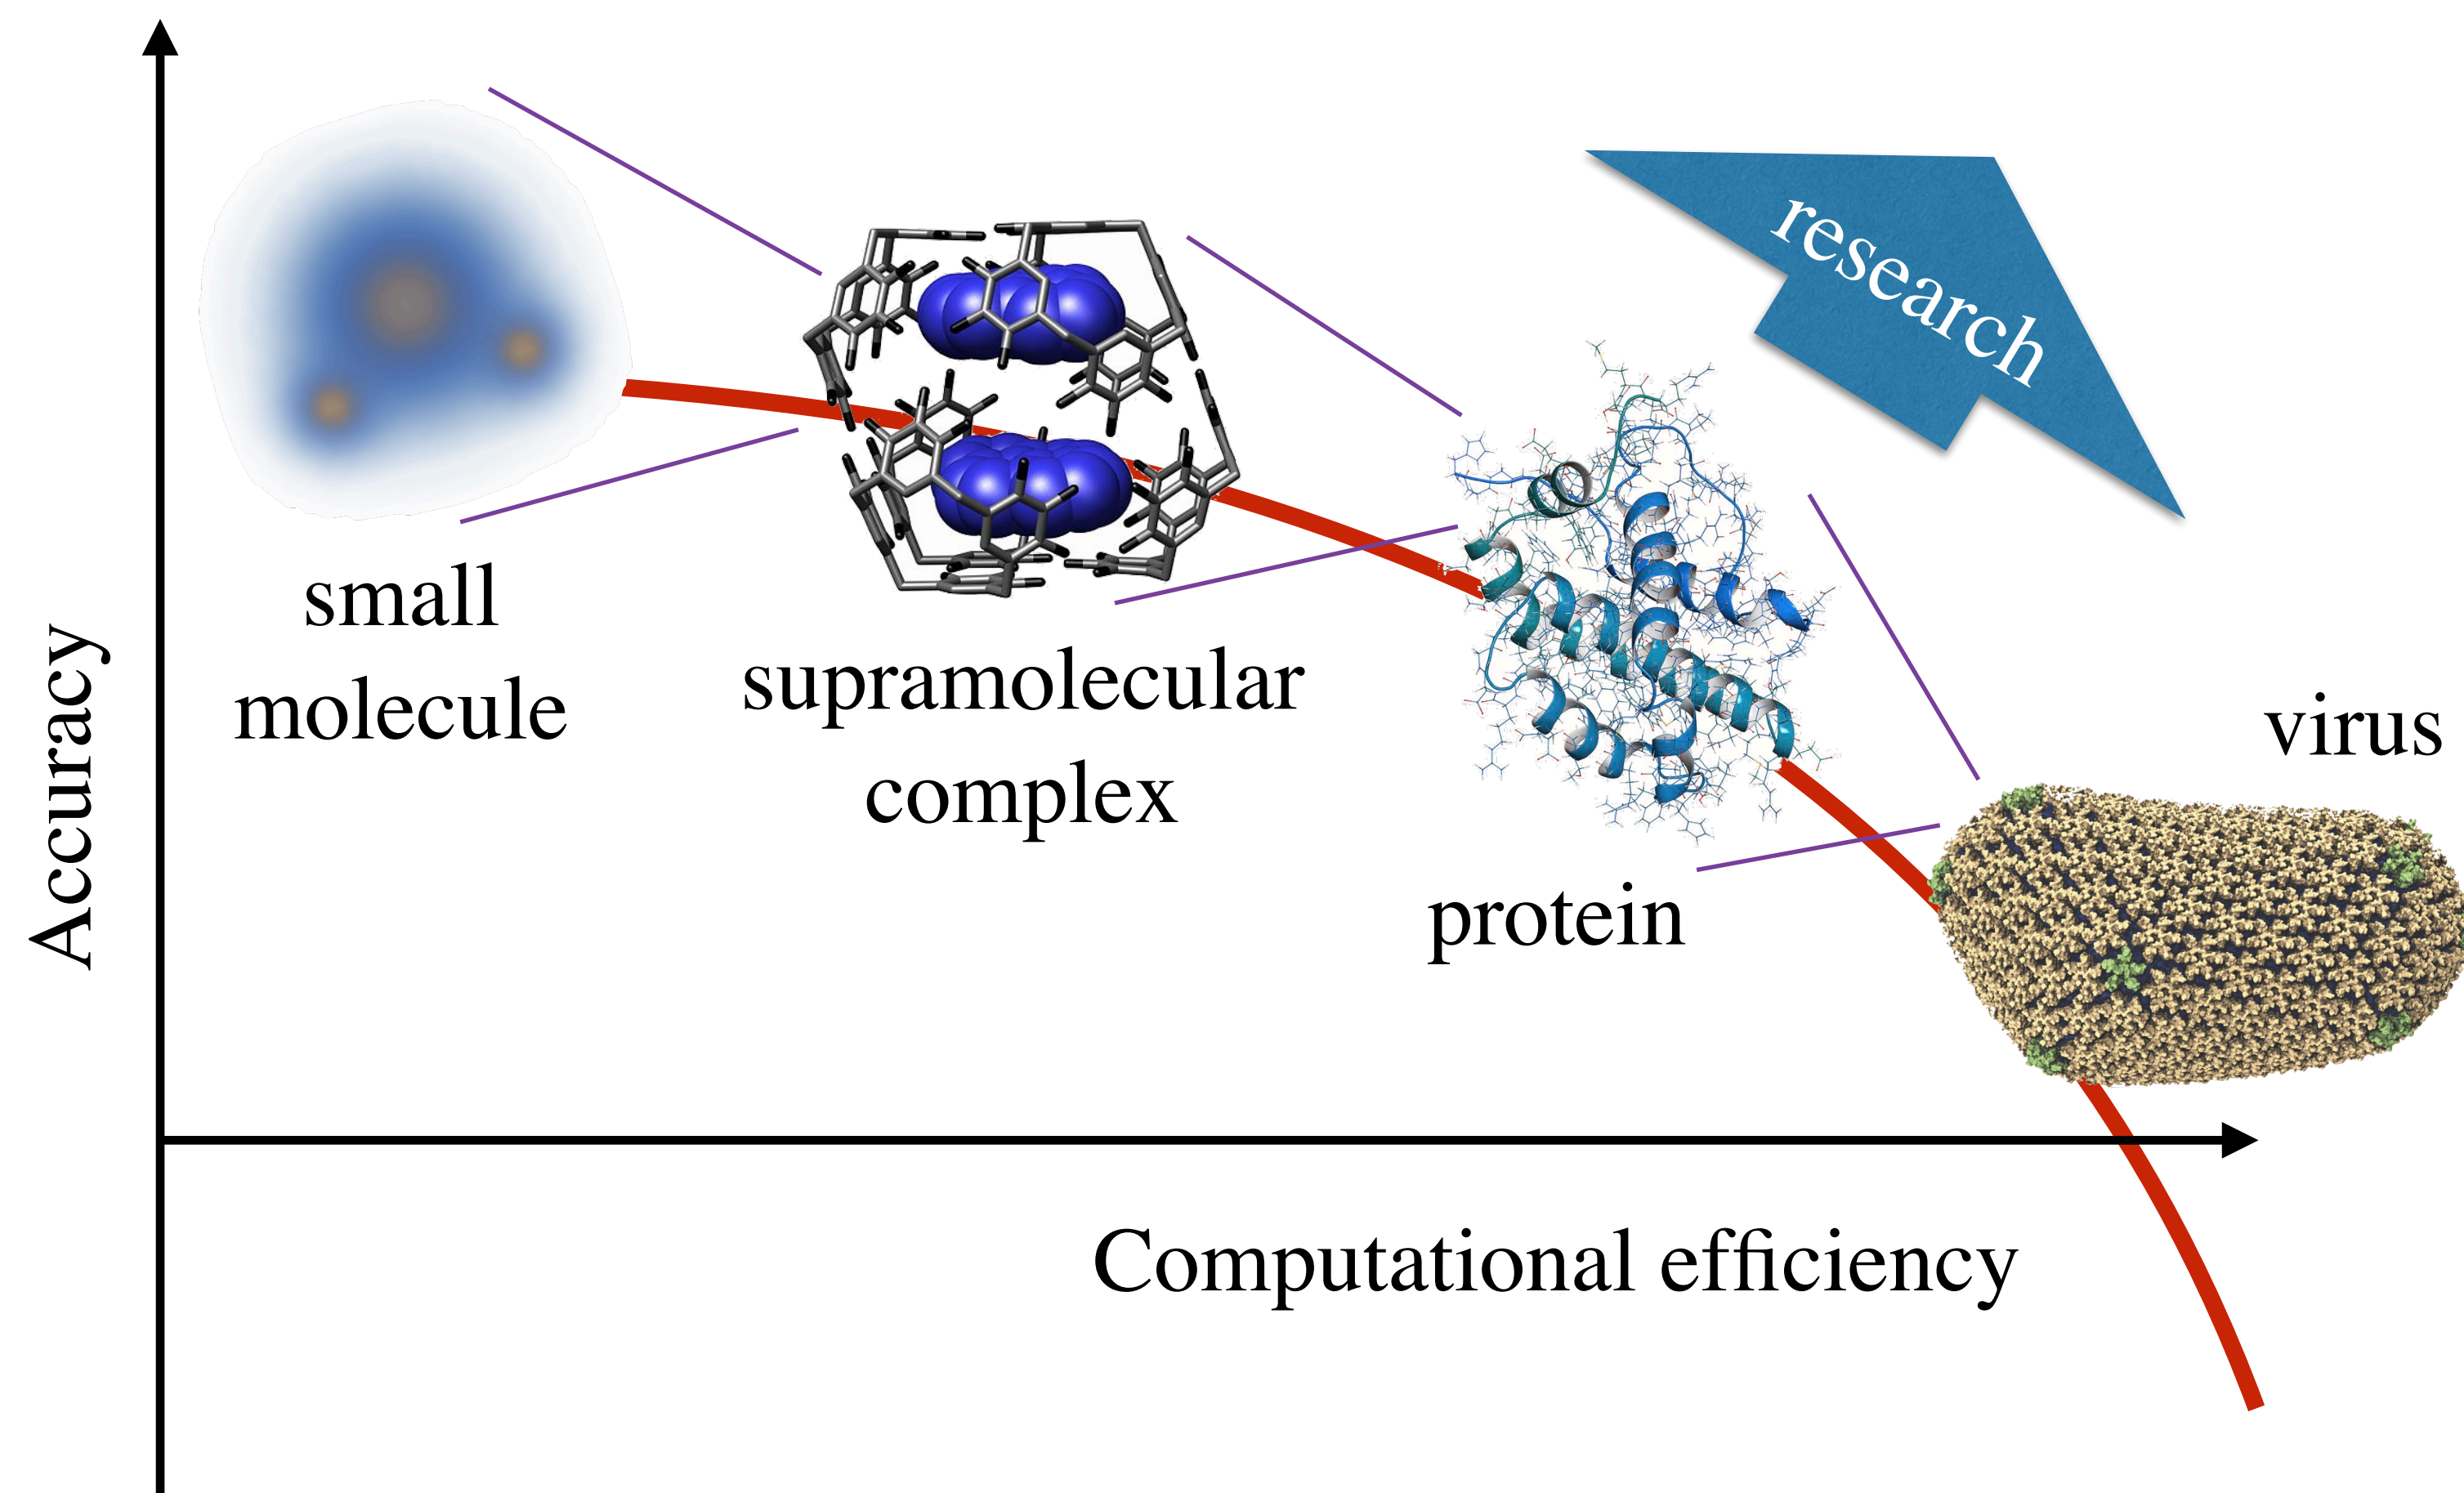 Accuracy
small
molecule
supramolecular
complex
research
protein
virus
Computational efficiency